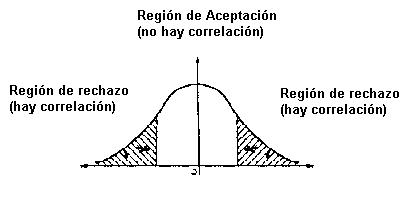 Región de Aceptación
(no hay correlación)
Región de rechazo
(hay correlación)
Región de rechazo
(hay correlación)